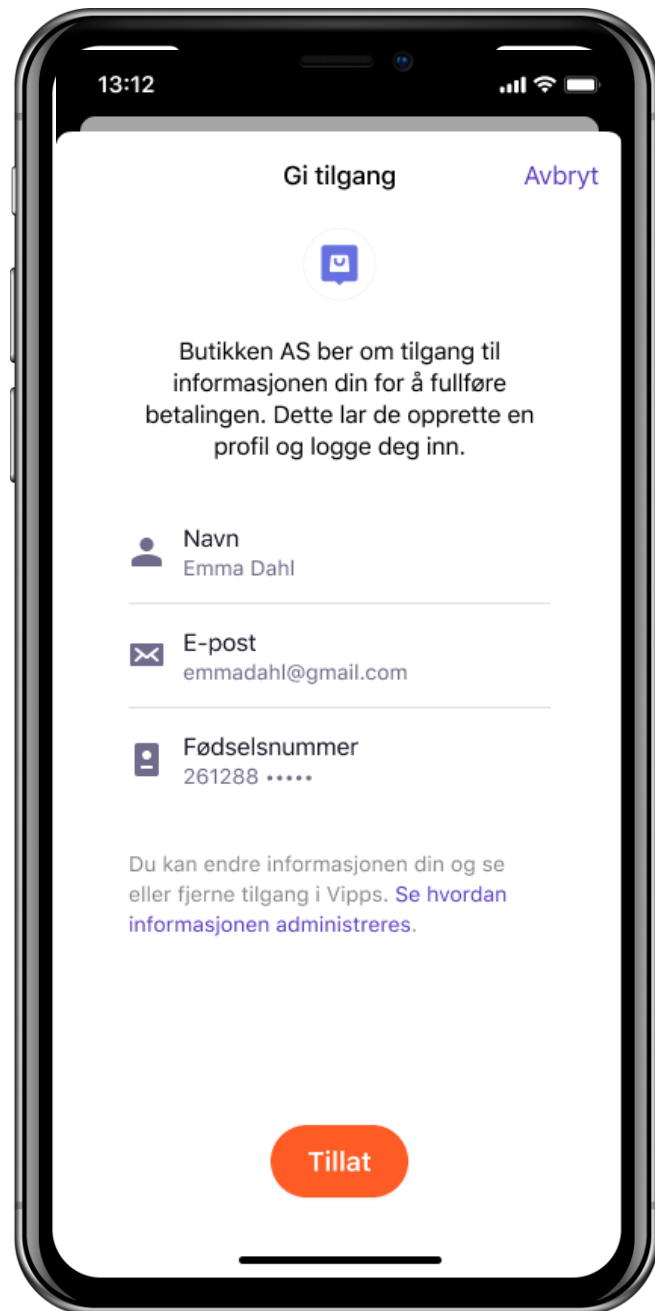 13:12
Gi tilgang
Avbryt
Butikken AS ber om tilgang til
informasjonen din for å fullføre
betalingen. Dette lar de opprette en
profil og logge deg inn.
Navn
Emma Dahl
E-post
emmadahl@gmail.com
Fødselsnummer
261288 •••••
Du kan endre informasjonen din og se
eller fjerne tilgang i Vipps. Se hvordan
informasjonen administreres.
Tillat